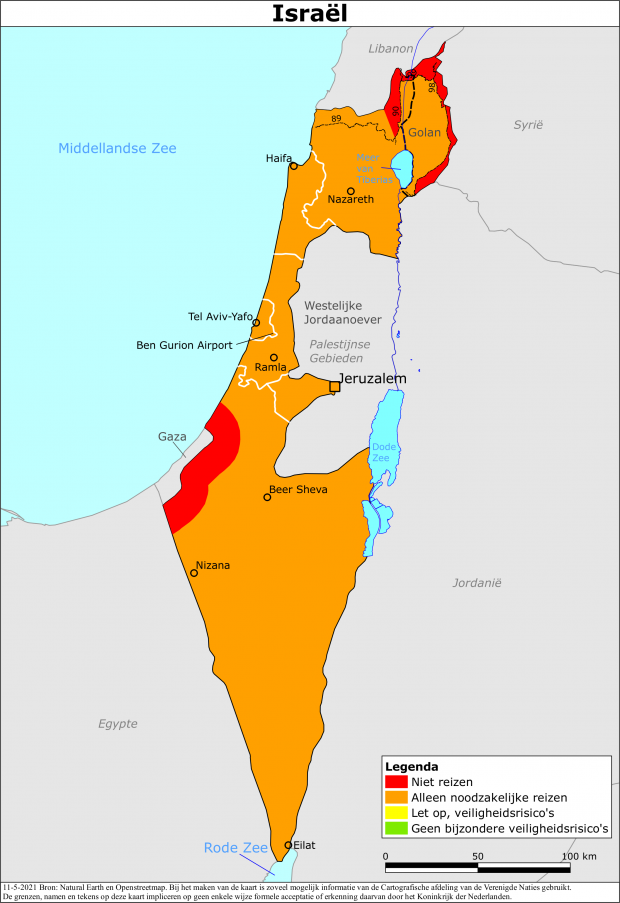 Israël
Libanon
98
90
98
Golan
Syrië
89
Middellandse Zee
Haifa
Meer
van
Tiberias
Nazareth
Westelijke
Jordaanoever
Tel Aviv-Yafo
Ben Gurion Airport
Palestijnse
Gebieden
Ramla
Jeruzalem
Gaza
Dode
Zee
Beer Sheva
Nizana
Jordanië
Egypte
Legenda
Niet reizen
Alleen noodzakelijke reizen
Let op, veiligheidsrisico's
Geen bijzondere veiligheidsrisico's
Rode Zee
Eilat
0 50 100 km
11-5-2021 Bron: Natural Earth en Openstreetmap. Bij het maken van de kaart is zoveel mogelijk informatie van de Cartografische afdeling van de Verenigde Naties gebruikt.
De grenzen, namen en tekens op deze kaart impliceren op geen enkele wijze formele acceptatie of erkenning daarvan door het Koninkrijk der Nederlanden.